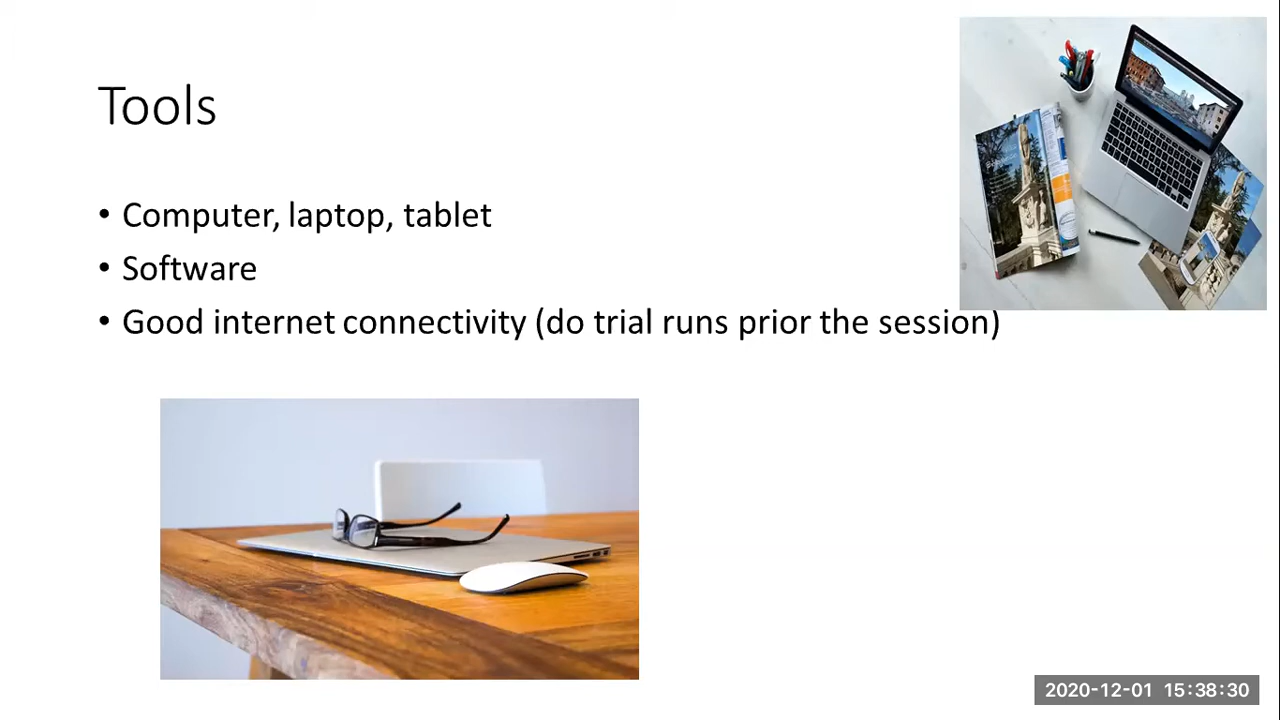 Tools
• Computer, laptop, tablet
• Software
• Good internet connectivity (do trial runs prior the session)
2020-12-01 15:38:30